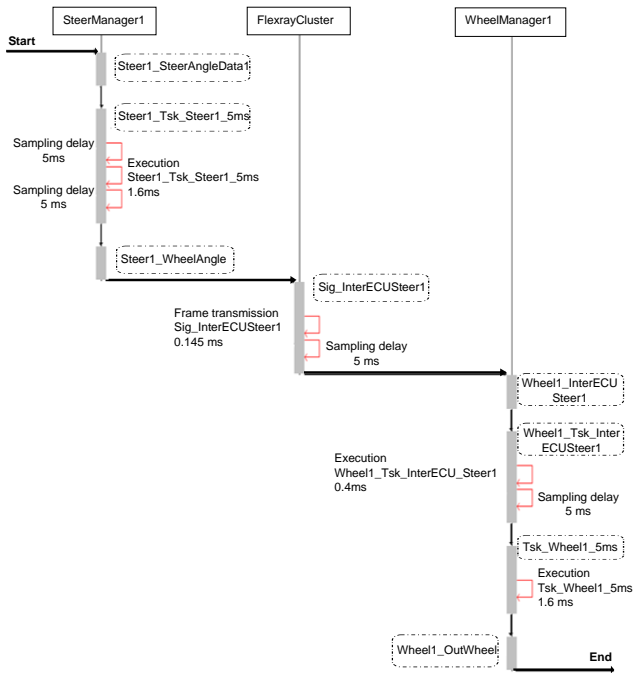 SteerManager1
FlexrayCluster
WheelManager1
Start
Steer1_SteerAngleData1
Steer1_Tsk_Steer1_5ms
Sampling delay
5ms
Execution
Steer1_Tsk_Steer1_5ms
1.6ms
Sampling delay
5 ms
Steer1_WheelAngle
Sig_InterECUSteer1
Frame transmission
Sig_InterECUSteer1
0.145 ms
Sampling delay
5 ms
Wheel1_InterECU
Steer1
Wheel1_Tsk_Inter
ECUSteer1
Execution
Wheel1_Tsk_InterECU_Steer1
0.4ms
Sampling delay
5 ms
Tsk_Wheel1_5ms
Execution
Tsk_Wheel1_5ms
1.6 ms
Wheel1_OutWheel
End